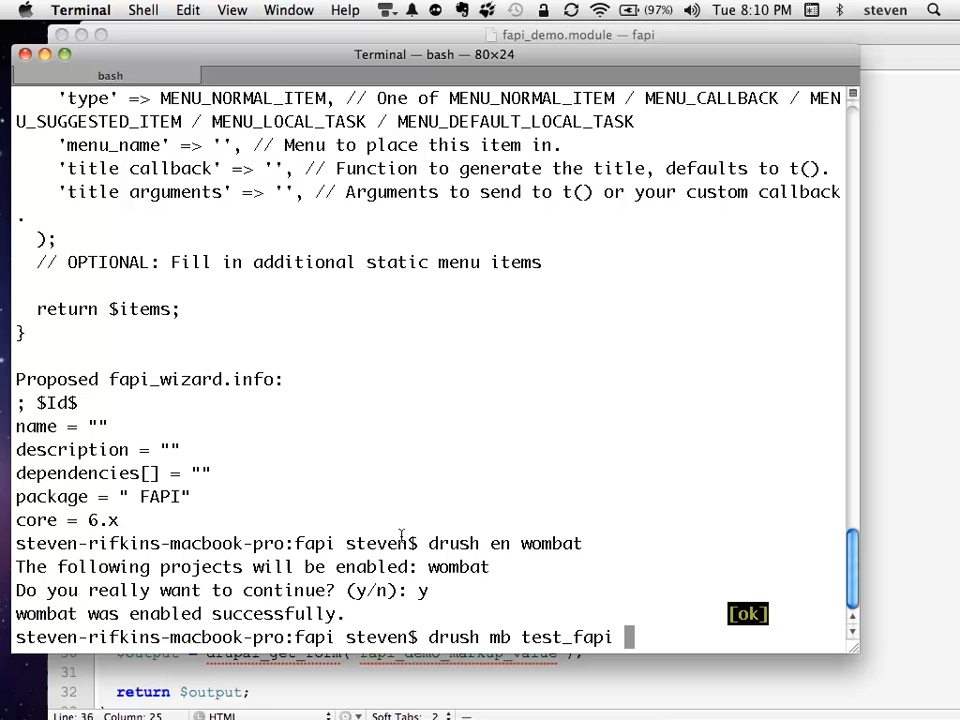 Terminal Shell Edit View Window Help (97%) Tue 8:10 PM steven
fapi_demo.module — fapi
Terminal — bash — 80×24
bash
'type' => MENU_NORMAL_ITEM, // One of MENU_NORMAL_ITEM / MENU_CALLBACK / MEN
U_SUGGESTED_ITEM / MENU_LOCAL_TASK / MENU_DEFAULT_LOCAL_TASK
'menu_name' => '', // Menu to place this item in.
'title callback' => '', // Function to generate the title, defaults to t().
'title arguments' => '', // Arguments to send to t() or your custom callback
.
);
// OPTIONAL: Fill in additional static menu items
return $items;
}
Proposed fapi_wizard.info:
; $Id$
name = ""
description = ""
dependencies[] = ""
package = " FAPI"
core = 6.x
steven-rifkins-macbook-pro:fapi steven$ drush en wombat
The following projects will be enabled: wombat
Do you really want to continue? (y/n): y
wombat was enabled successfully. [ok]
steven-rifkins-macbook-pro:fapi steven$ drush mb test_fapi
$output = drupal_get_form('fapi_demo_markup_value');
31
32 return $output;
Line: 36 Column: 25 HTML Soft Tabs: 2 —